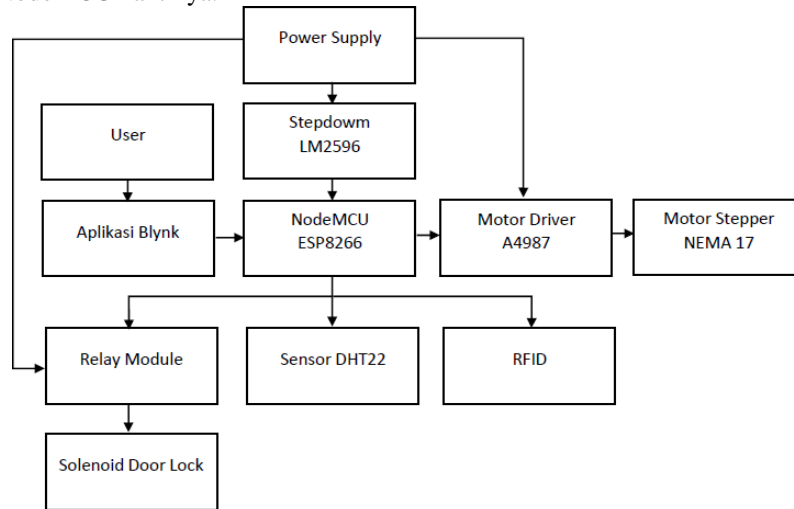 Power Supply
User
Stepdowm
LM2596
Aplikasi Blynk
NodeMCU
ESP8266
Motor Driver
A4987
Motor Stepper
NEMA 17
Relay Module
Sensor DHT22
RFID
Solenoid Door Lock